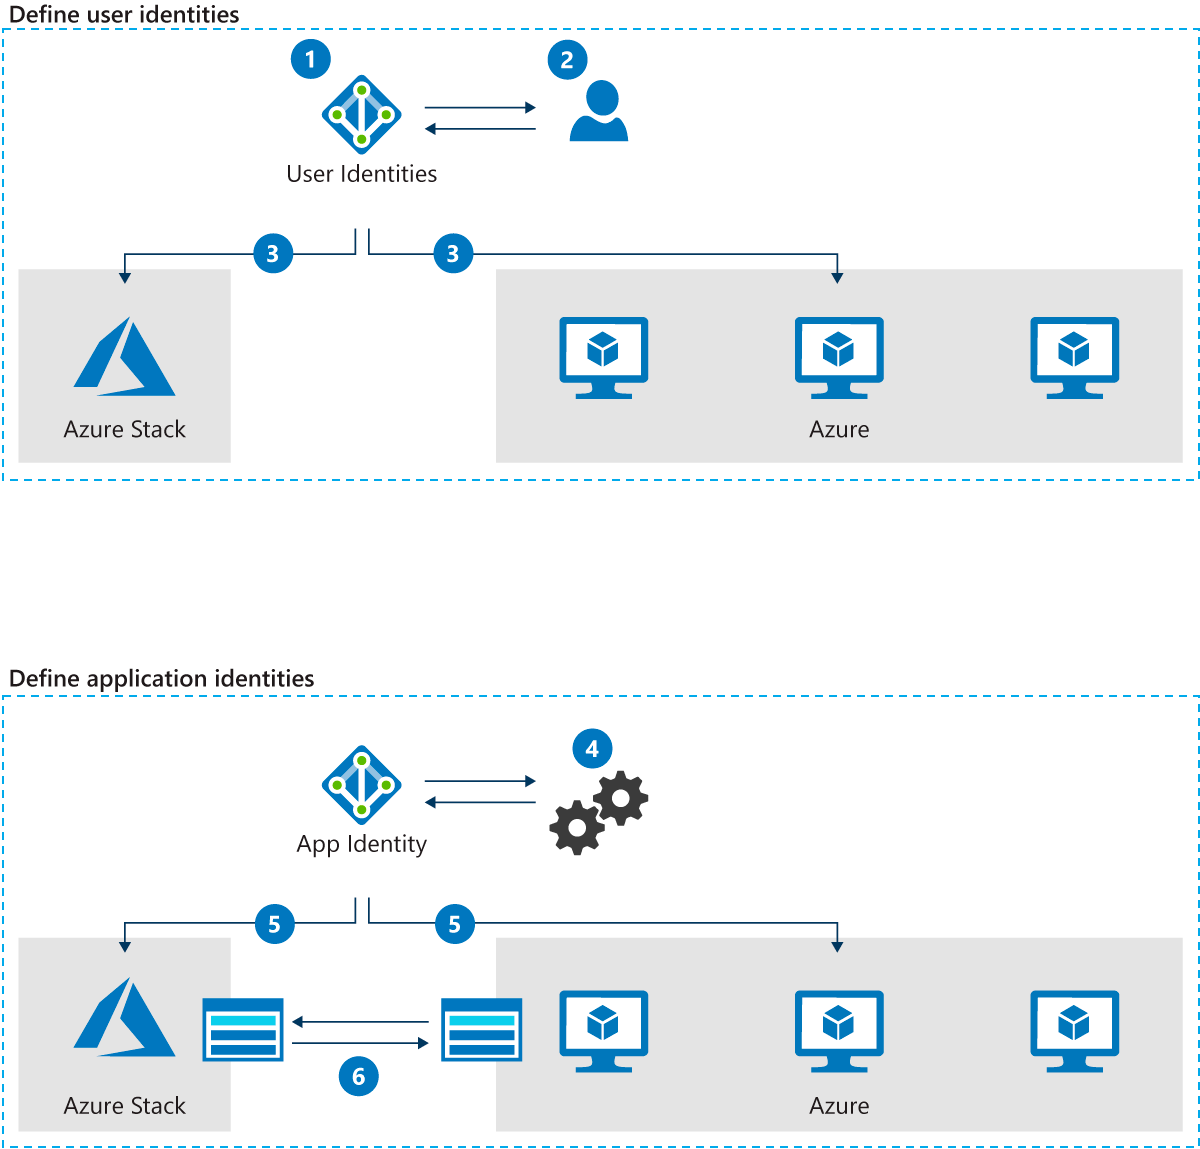 Define user identities
1
2
User Identities
3
3
Azure Stack
Azure
Define application identities
4
App Identity
5
5
6
Azure Stack
Azure